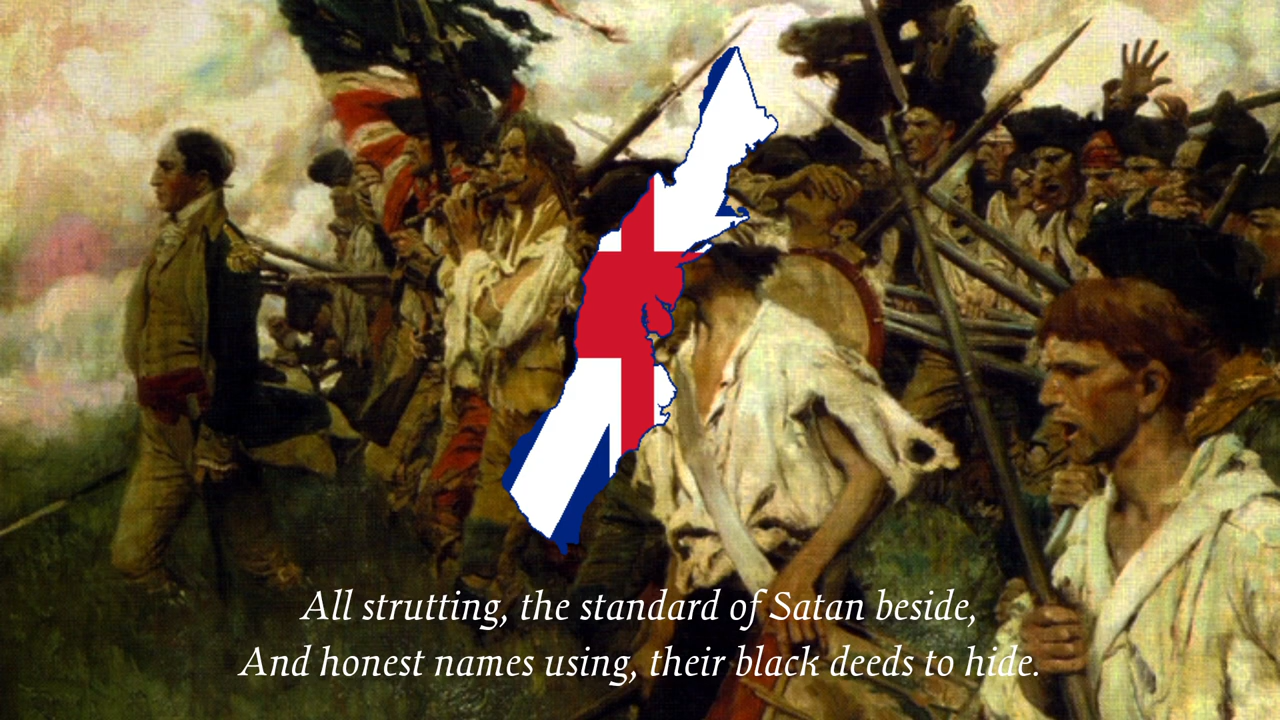 All strutting, the standard of Satan beside,
And honest names using, their black deeds to hide.